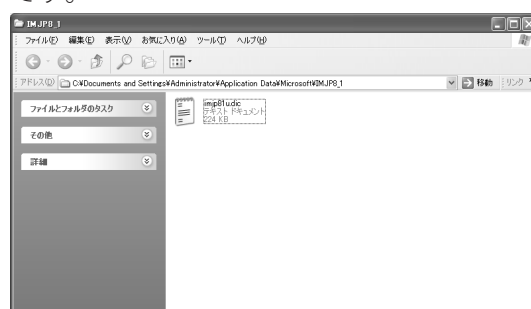 です。
IMJP8_1
ファイル(F) 編集(E) 表示(V) お気に入り(A) ツール(T) ヘルプ(H)
アドレス(D) C:¥Documents and Settings¥Administrator¥Application Data¥Microsoft¥IMJP8_1 移動 リンク
ファイルとフォルダのタスク
その他
詳細
imjp81u.dic
テキスト ドキュメント
224 KB